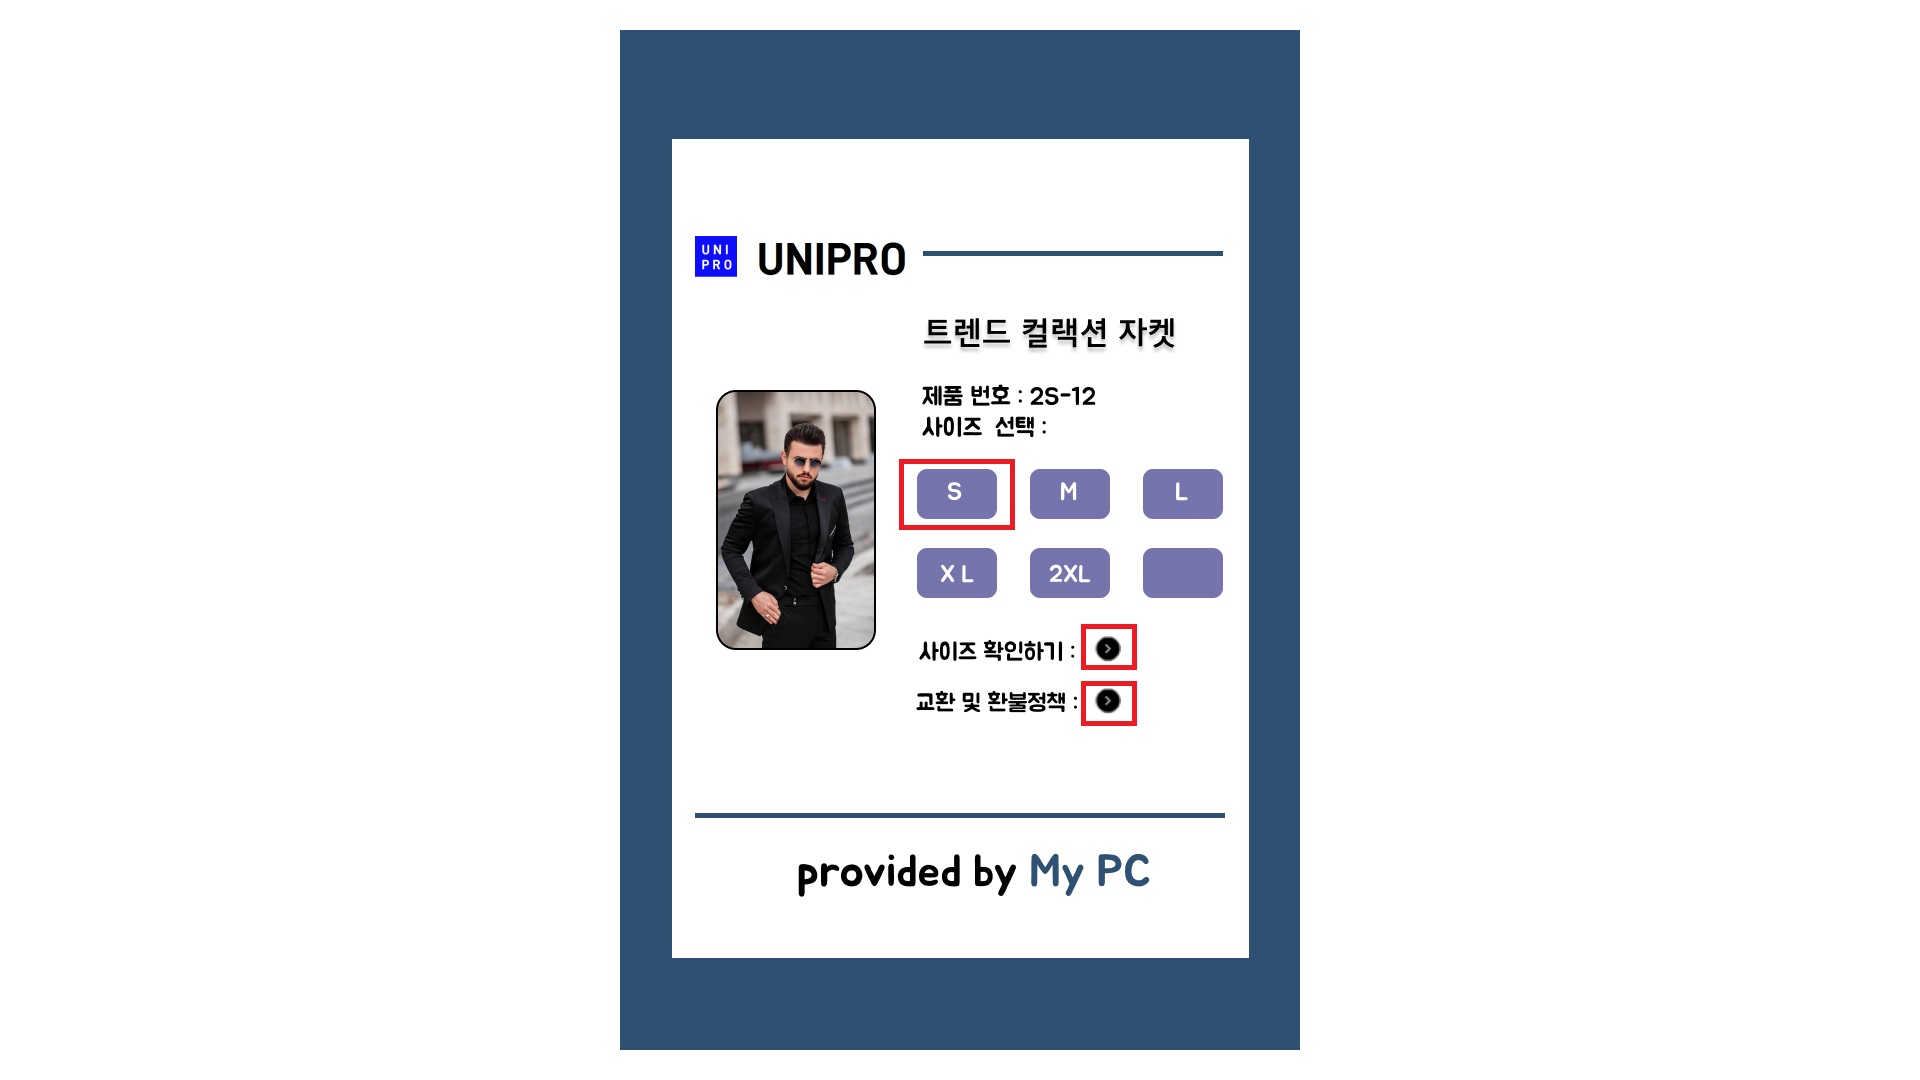 UNI
PRO
UNIPRO
트렌드 컬랙션 자켓
제품 번호 : 2S-12
사이즈 선택 :
S M L
X L 2XL
사이즈 확인하기 :
교환 및 환불정책 :
provided by My PC